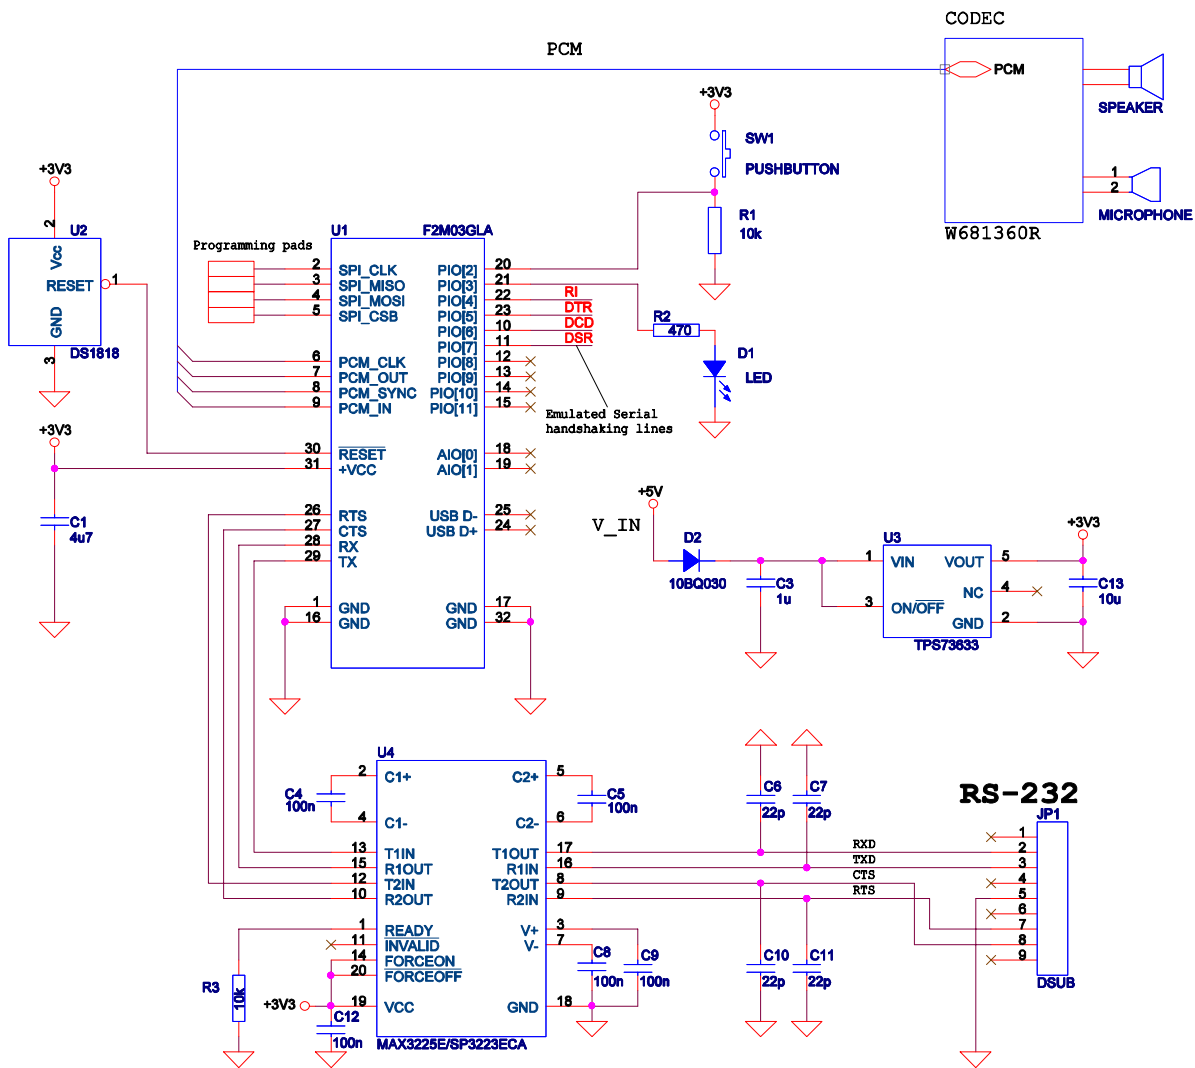 CODEC
PCM
PCM
SPEAKER
1
2
MICROPHONE
W681360R
+3V3
SW1
PUSHBUTTON
R1
10k
+3V3
2
U2
Vcc
RESET
1
GND
DS1818
3
Programming pads
U1
F2M03GLA
2 SPI_CLK PIO[2] 20
3 SPI_MISO PIO[3] 21
4 SPI_MOSI PIO[4] 22 RI
5 SPI_CSB PIO[5] 23 DTR
PIO[6] 10 DCD
PIO[7] 11 DSR
6 PCM_CLK PIO[8] 12
7 PCM_OUT PIO[9] 13
8 PCM_SYNC PIO[10] 14
9 PCM_IN PIO[11] 15
30 RESET AIO[0] 18
31 +VCC AIO[1] 19
26 RTS USB D- 25
27 CTS USB D+ 24
28 RX
29 TX
1 GND GND 17
16 GND GND 32
R2
470
D1
LED
Emulated Serial
handshaking lines
+3V3
C1
4u7
+5V
V_IN
D2
10BQ030
C3
1u
U3
1 VIN VOUT 5
NC 4
3 ON/OFF
GND 2
TPS73633
+3V3
C13
10u
U4
2 C1+ C2+ 5
C4
100n
C5
100n
4 C1- C2- 6
13 T1IN T1OUT 17
15 R1OUT R1IN 16
12 T2IN T2OUT 8
10 R2OUT R2IN 9
1 READY V+ 3
11 INVALID V- 7
14 FORCEON
20 FORCEOFF
19 VCC GND 18
MAX3225E/SP3223ECA
R3
10k
+3V3
C12
100n
C8
100n
C9
100n
C6
22p
C7
22p
RXD
TXD
CTS
RTS
C10
22p
C11
22p
RS-232
JP1
1
2
3
4
5
6
7
8
9
DSUB